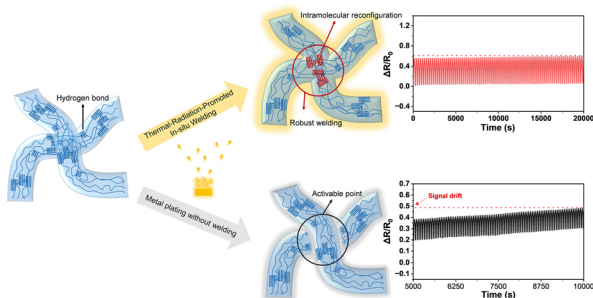 Hydrogen bond
Thermal-Radiation-Promoted
In-situ Welding
Metal plating without welding
Intramolecular reconfiguration
Robust welding
ΔR/R0
1.2
0.8
0.4
0.0
−0.4
0
5000
10000
15000
20000
Time (s)
Activable point
Signal drift
ΔR/R0
0.7
0.6
0.5
0.4
0.3
0.2
0.1
0.0
−0.1
5000
6250
7500
8750
10000
Time (s)